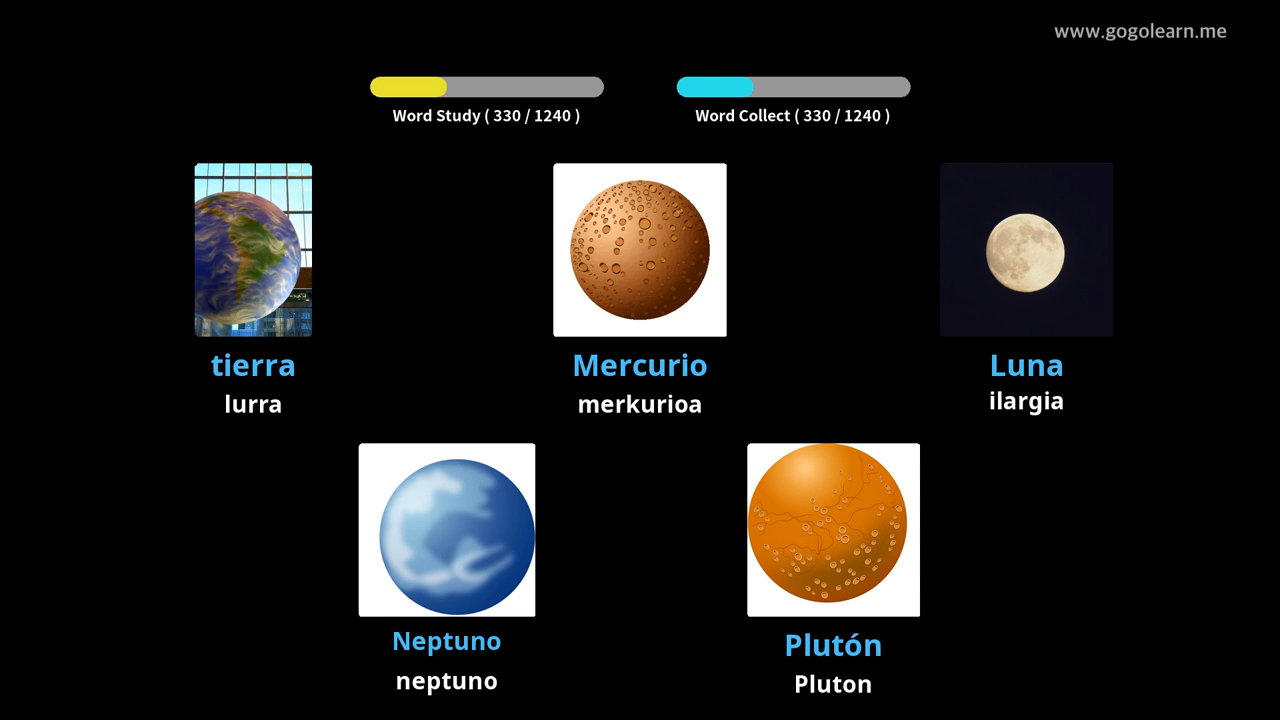 www.gogolearn.me
Word Study ( 330 / 1240 )
Word Collect ( 330 / 1240 )
tierra
lurra
Mercurio
merkurioa
Luna
ilargia
Neptuno
neptuno
Plutón
Pluton